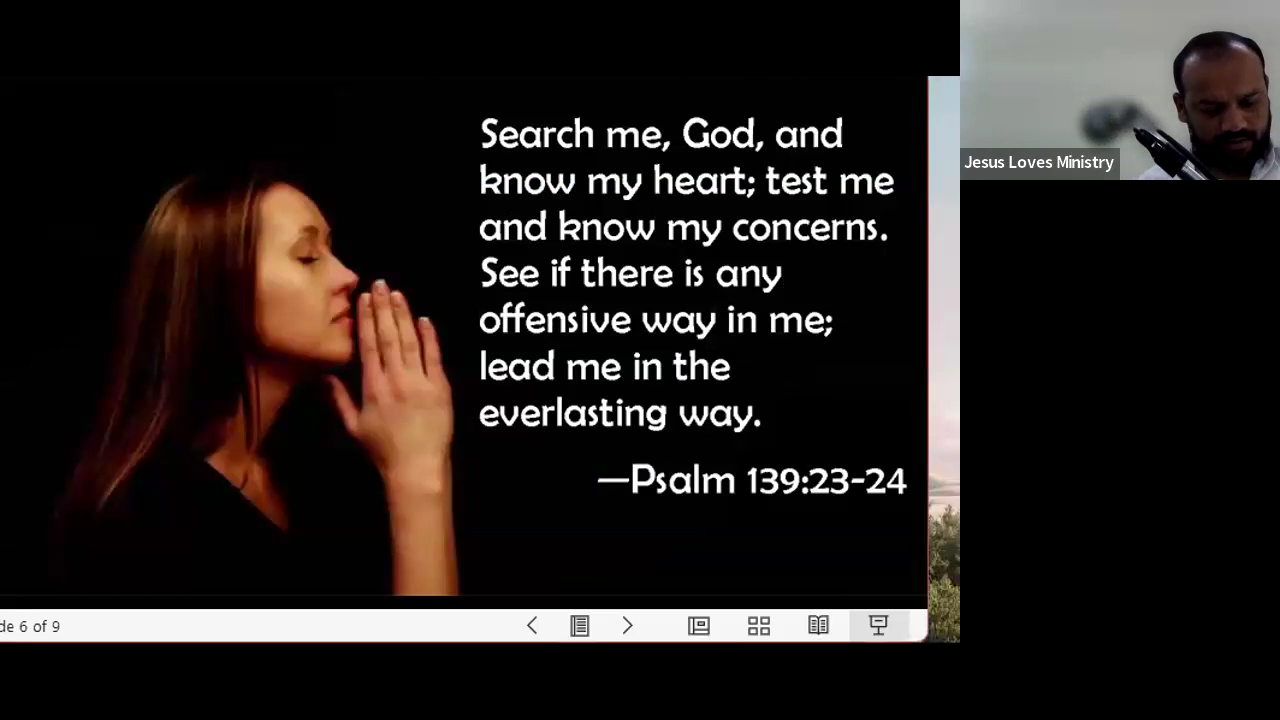 Search me, God, and
know my heart; test me
and know my concerns.
See if there is any
offensive way in me;
lead me in the
everlasting way.
—Psalm 139:23-24
Jesus Loves Ministry
de 6 of 9